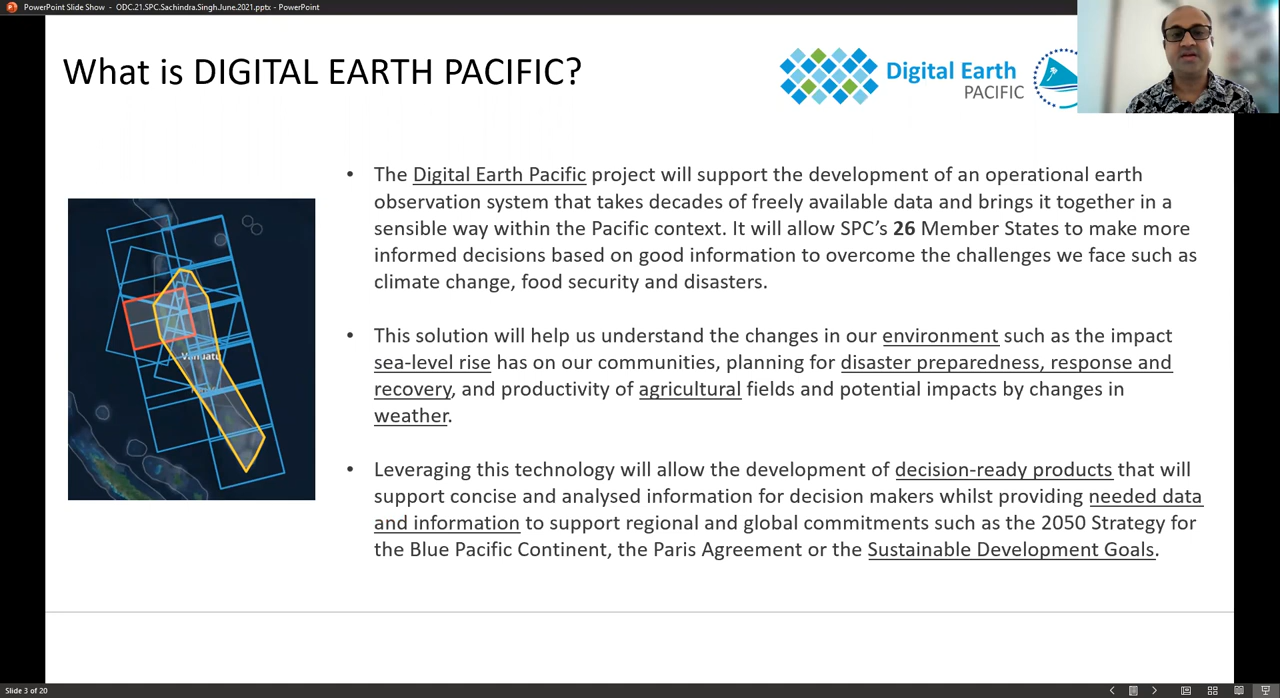 PowerPoint Slide Show - ODC.21.SPC.Sachindra.Singh.June.2021.pptx - PowerPoint
What is DIGITAL EARTH PACIFIC?
Digital Earth
PACIFIC
• The Digital Earth Pacific project will support the development of an operational earth
observation system that takes decades of freely available data and brings it together in a
sensible way within the Pacific context. It will allow SPC’s 26 Member States to make more
informed decisions based on good information to overcome the challenges we face such as
climate change, food security and disasters.
• This solution will help us understand the changes in our environment such as the impact
sea-level rise has on our communities, planning for disaster preparedness, response and
recovery, and productivity of agricultural fields and potential impacts by changes in
weather.
• Leveraging this technology will allow the development of decision-ready products that will
support concise and analysed information for decision makers whilst providing needed data
and information to support regional and global commitments such as the 2050 Strategy for
the Blue Pacific Continent, the Paris Agreement or the Sustainable Development Goals.
Vanuatu
Slide 3 of 20